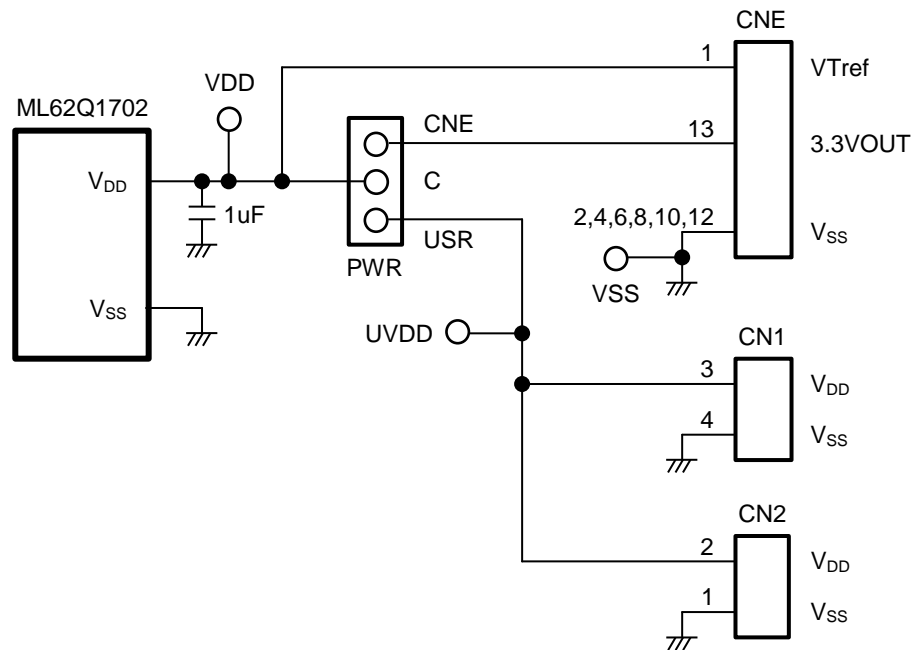 CNE
1
VTref
VDD
ML62Q1702
CNE
13
3.3VOUT
VDD
C
1uF
2,4,6,8,10,12
USR
VSS
PWR
VSS
VSS
UVDD
CN1
3
VDD
4
VSS
CN2
2
VDD
1
VSS